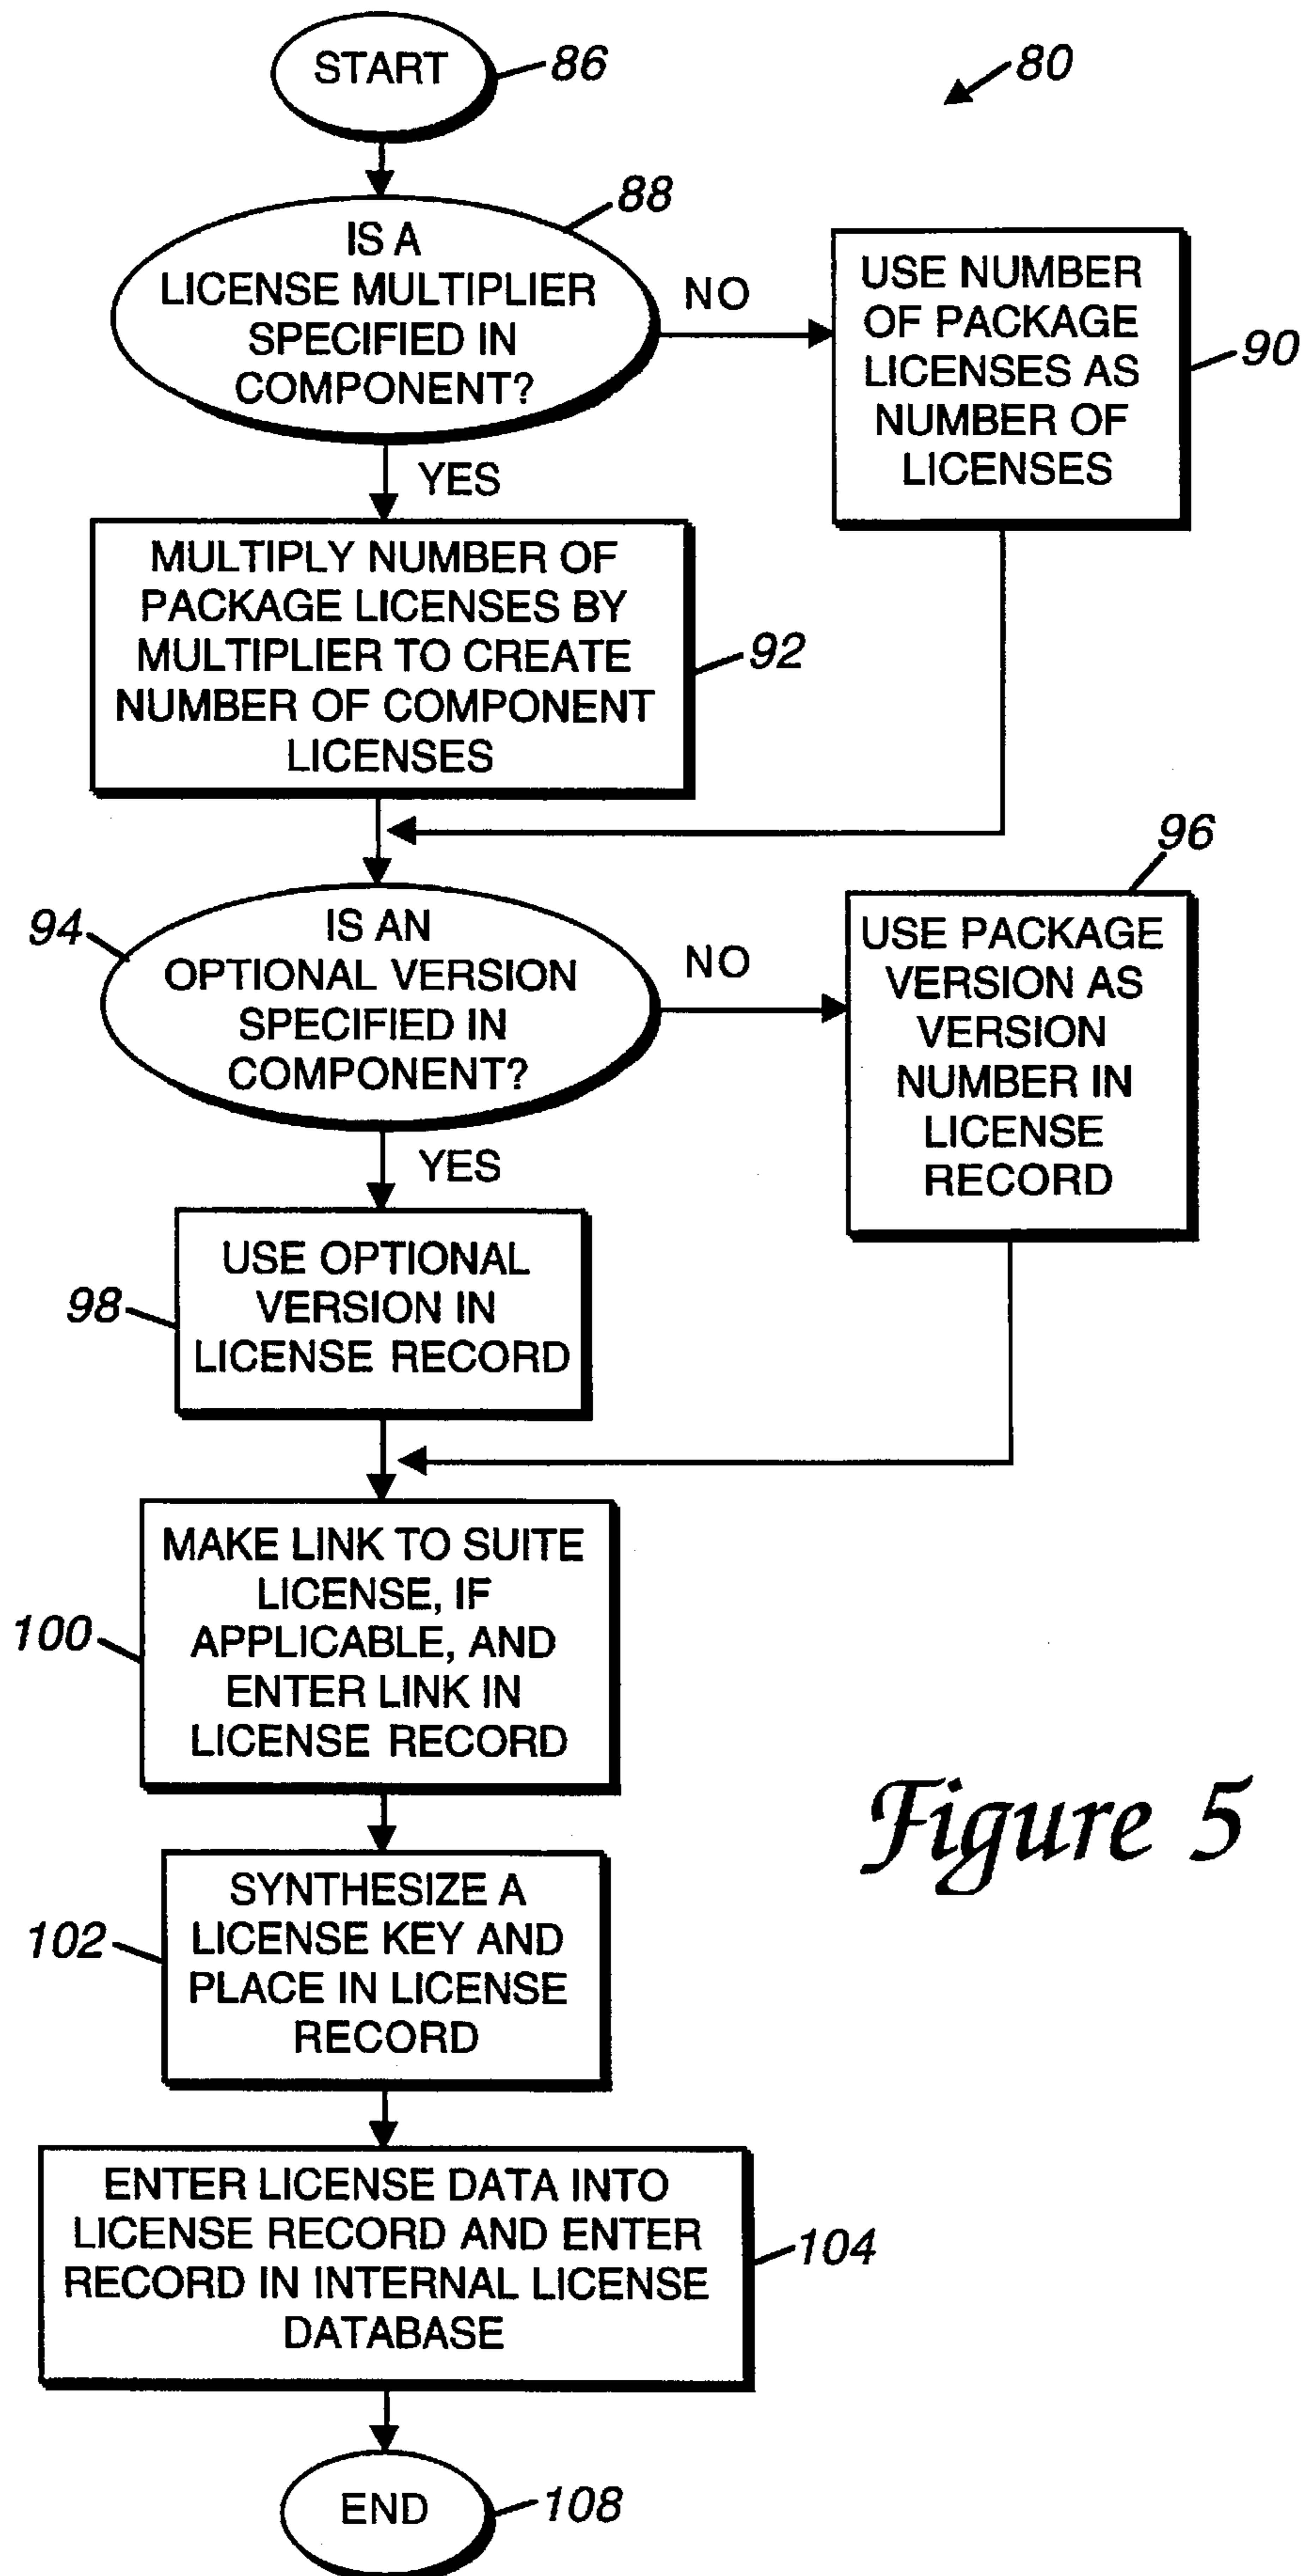 START
86
80
88
IS A
LICENSE MULTIPLIER
SPECIFIED IN
COMPONENT?
NO
USE NUMBER
OF PACKAGE
LICENSES AS
NUMBER OF
LICENSES
90
YES
MULTIPLY NUMBER OF
PACKAGE LICENSES BY
MULTIPLIER TO CREATE
NUMBER OF COMPONENT
LICENSES
92
94
IS AN
OPTIONAL VERSION
SPECIFIED IN
COMPONENT?
NO
96
USE PACKAGE
VERSION AS
VERSION
NUMBER IN
LICENSE
RECORD
YES
98
USE OPTIONAL
VERSION IN
LICENSE RECORD
100
MAKE LINK TO SUITE
LICENSE, IF
APPLICABLE, AND
ENTER LINK IN
LICENSE RECORD
Figure 5
102
SYNTHESIZE A
LICENSE KEY AND
PLACE IN LICENSE
RECORD
ENTER LICENSE DATA INTO
LICENSE RECORD AND ENTER
RECORD IN INTERNAL LICENSE
DATABASE
104
END
108